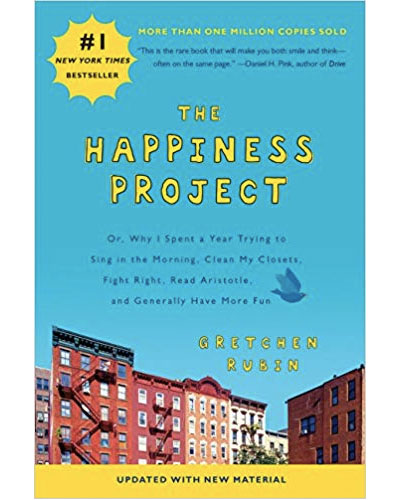 MORE THAN ONE MILLION COPIES SOLD
#1
NEW YORK TIMES
BESTSELLER
"This is the rare book that will make you both smile and think—
often on the same page." —Daniel H. Pink, author of Drive
THE
HAPPINESS
PROJECT
Or, Why I Spent a Year Trying to
Sing in the Morning, Clean My Closets,
Fight Right, Read Aristotle,
and Generally Have More Fun
GRETCHEN
RUBIN
UPDATED WITH NEW MATERIAL